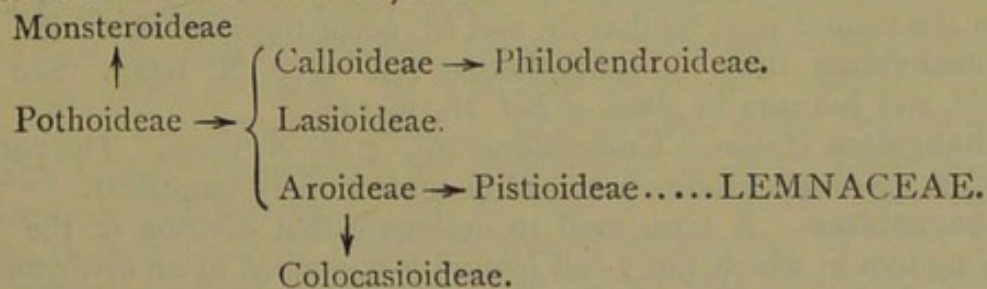 Monsteroideae
Calloideae → Philodendroideae.
Pothoideae → Lasioideae.
Aroideae → Pistioideae.....LEMNACEAE.
Colocasioideae.